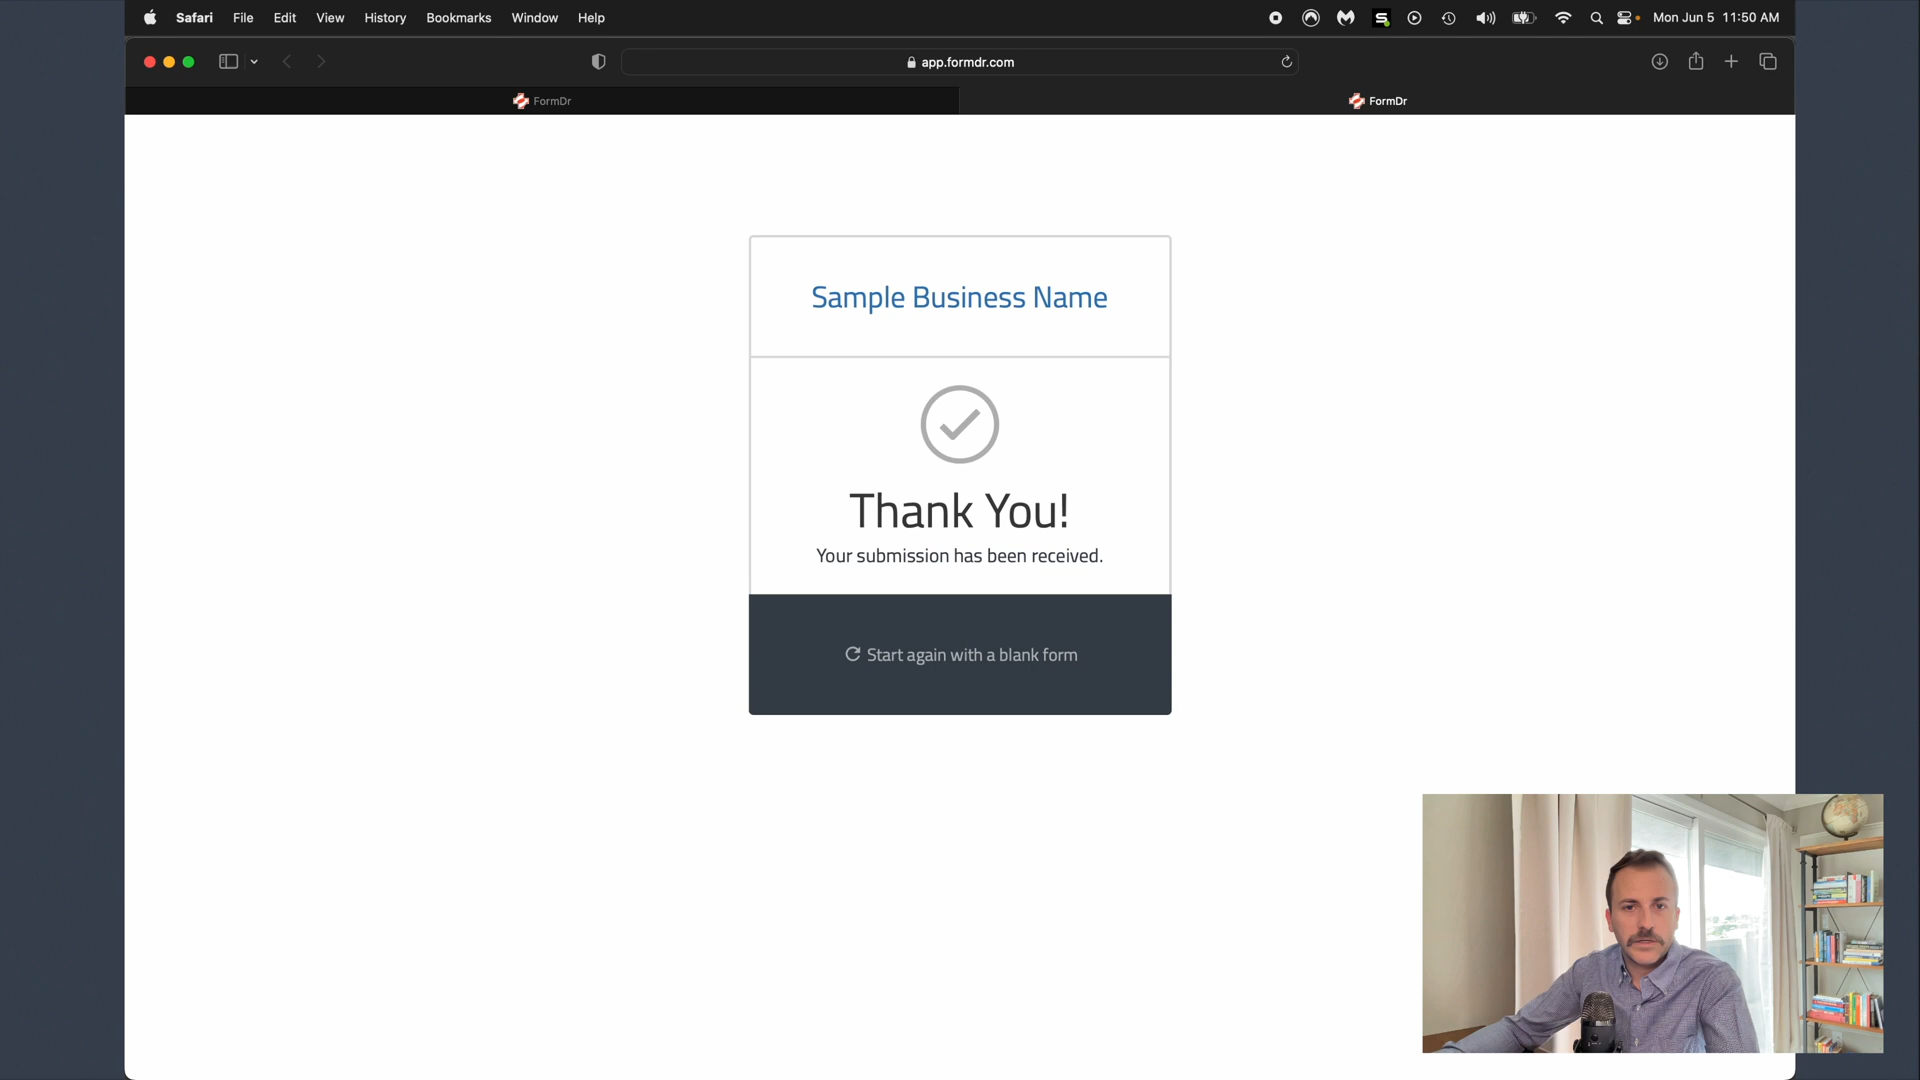 Safari File Edit View History Bookmarks Window Help Mon Jun 5 11:50 AM
app.formdr.com
FormDr FormDr
Sample Business Name
Thank You!
Your submission has been received.
Start again with a blank form